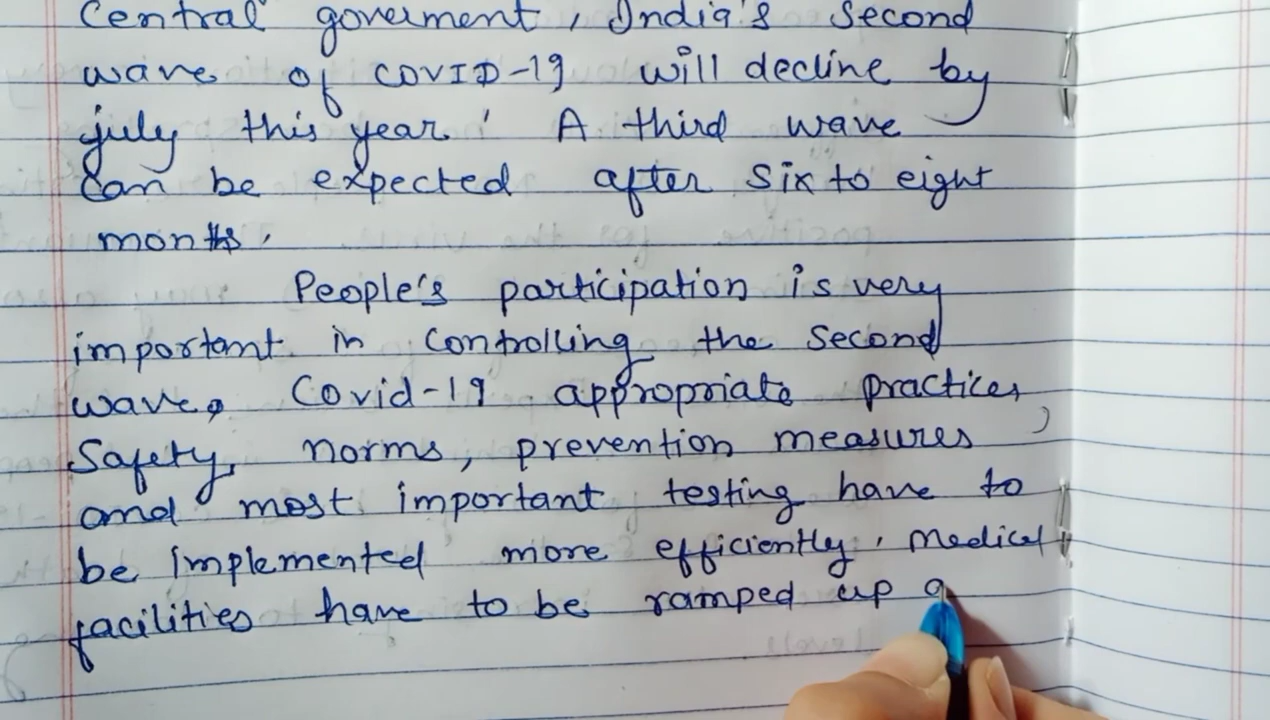 Central goverment, India's second
wave of COVID-19 will decline by
july this year. A third wave
can be expected after six to eight
months.
People's participation is very
important in controlling the second
wave, Covid-19 appropriate practices,
Safety, norms, prevention measures
and most important testing have to
be implemented more efficiently. Medical
facilities have to be ramped up a